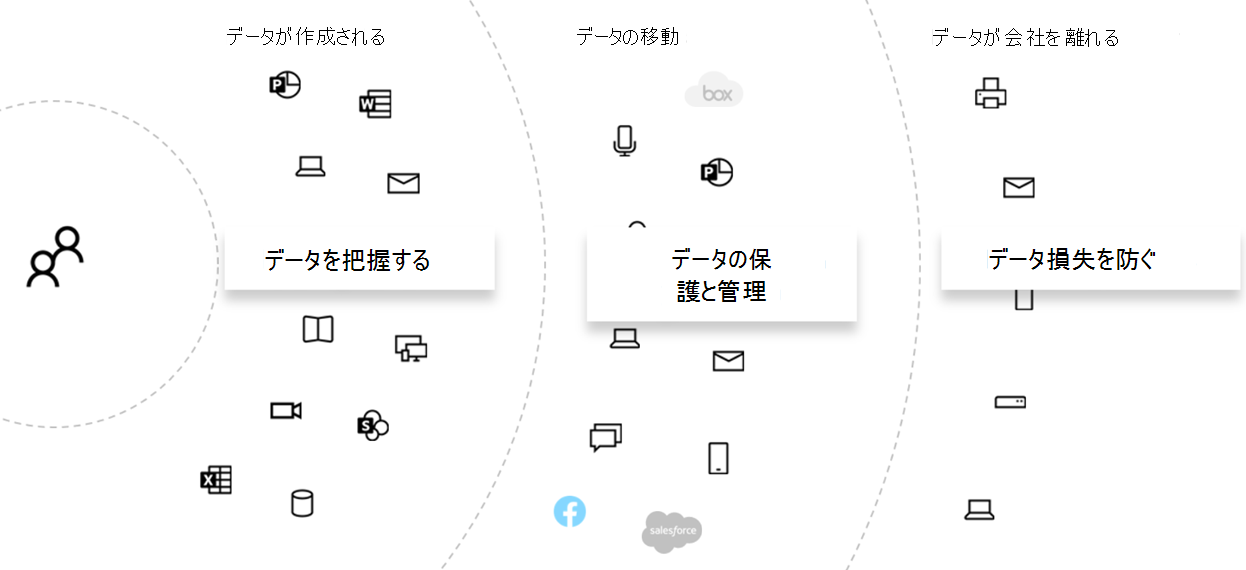 データが作成される
データの移動
データが会社を離れる
P
W
box
P
データを把握する
データの保
護と管理
データ損失を防ぐ
S
X
f
salesforce